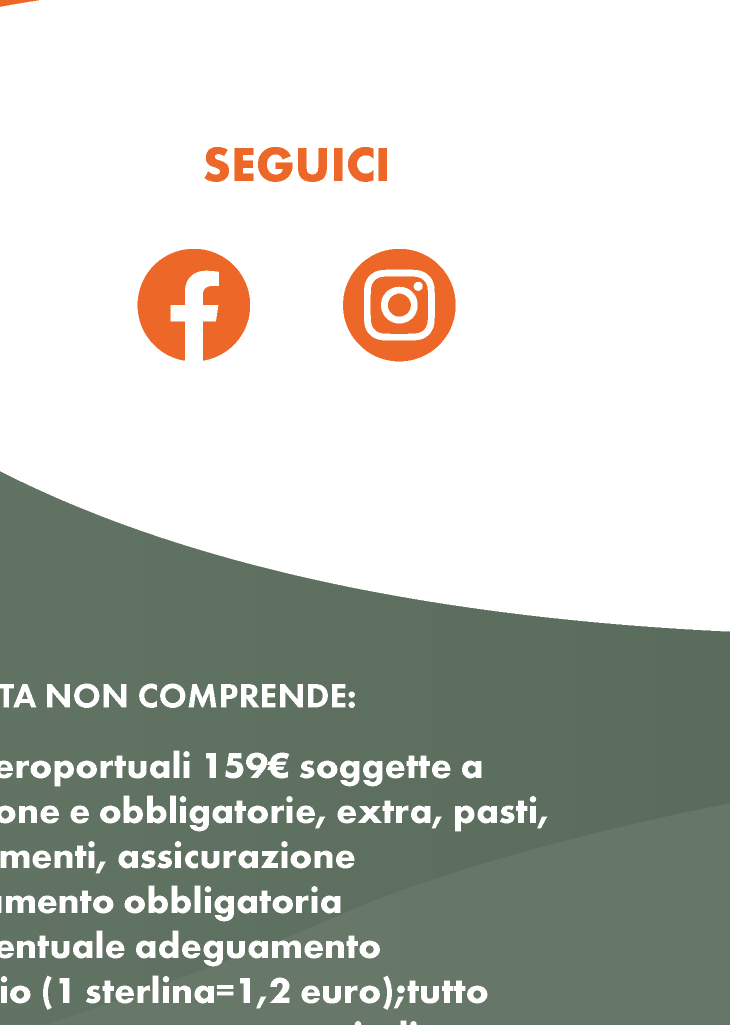 SEGUICI
TA NON COMPRENDE:
eroportuali 159€ soggette a
one e obbligatorie, extra, pasti,
menti, assicurazione
amento obbligatoria
entuale adeguamento
io (1 sterlina=1,2 euro);tutto